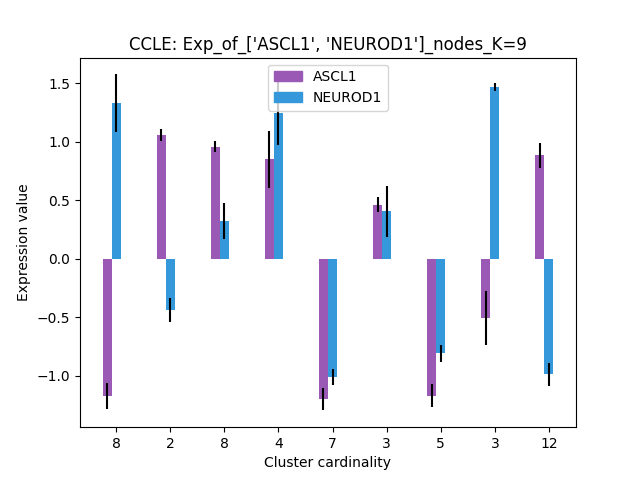 CCLE: Exp_of_['ASCL1', 'NEUROD1']_nodes_K=9
ASCL1
NEUROD1
Expression value
1.5
1.0
0.5
0.0
−0.5
−1.0
8 2 8 4 7 3 5 3 12
Cluster cardinality